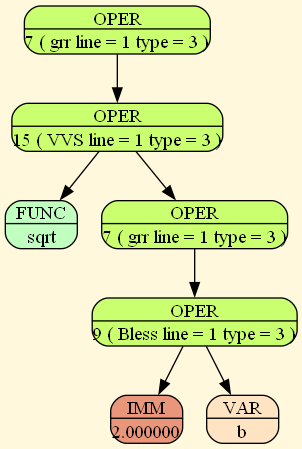 OPER
7 ( grr line = 1 type = 3 )
OPER
15 ( VVS line = 1 type = 3 )
FUNC
sqrt
OPER
7 ( grr line = 1 type = 3 )
OPER
9 ( Bless line = 1 type = 3 )
IMM
2.000000
VAR
b